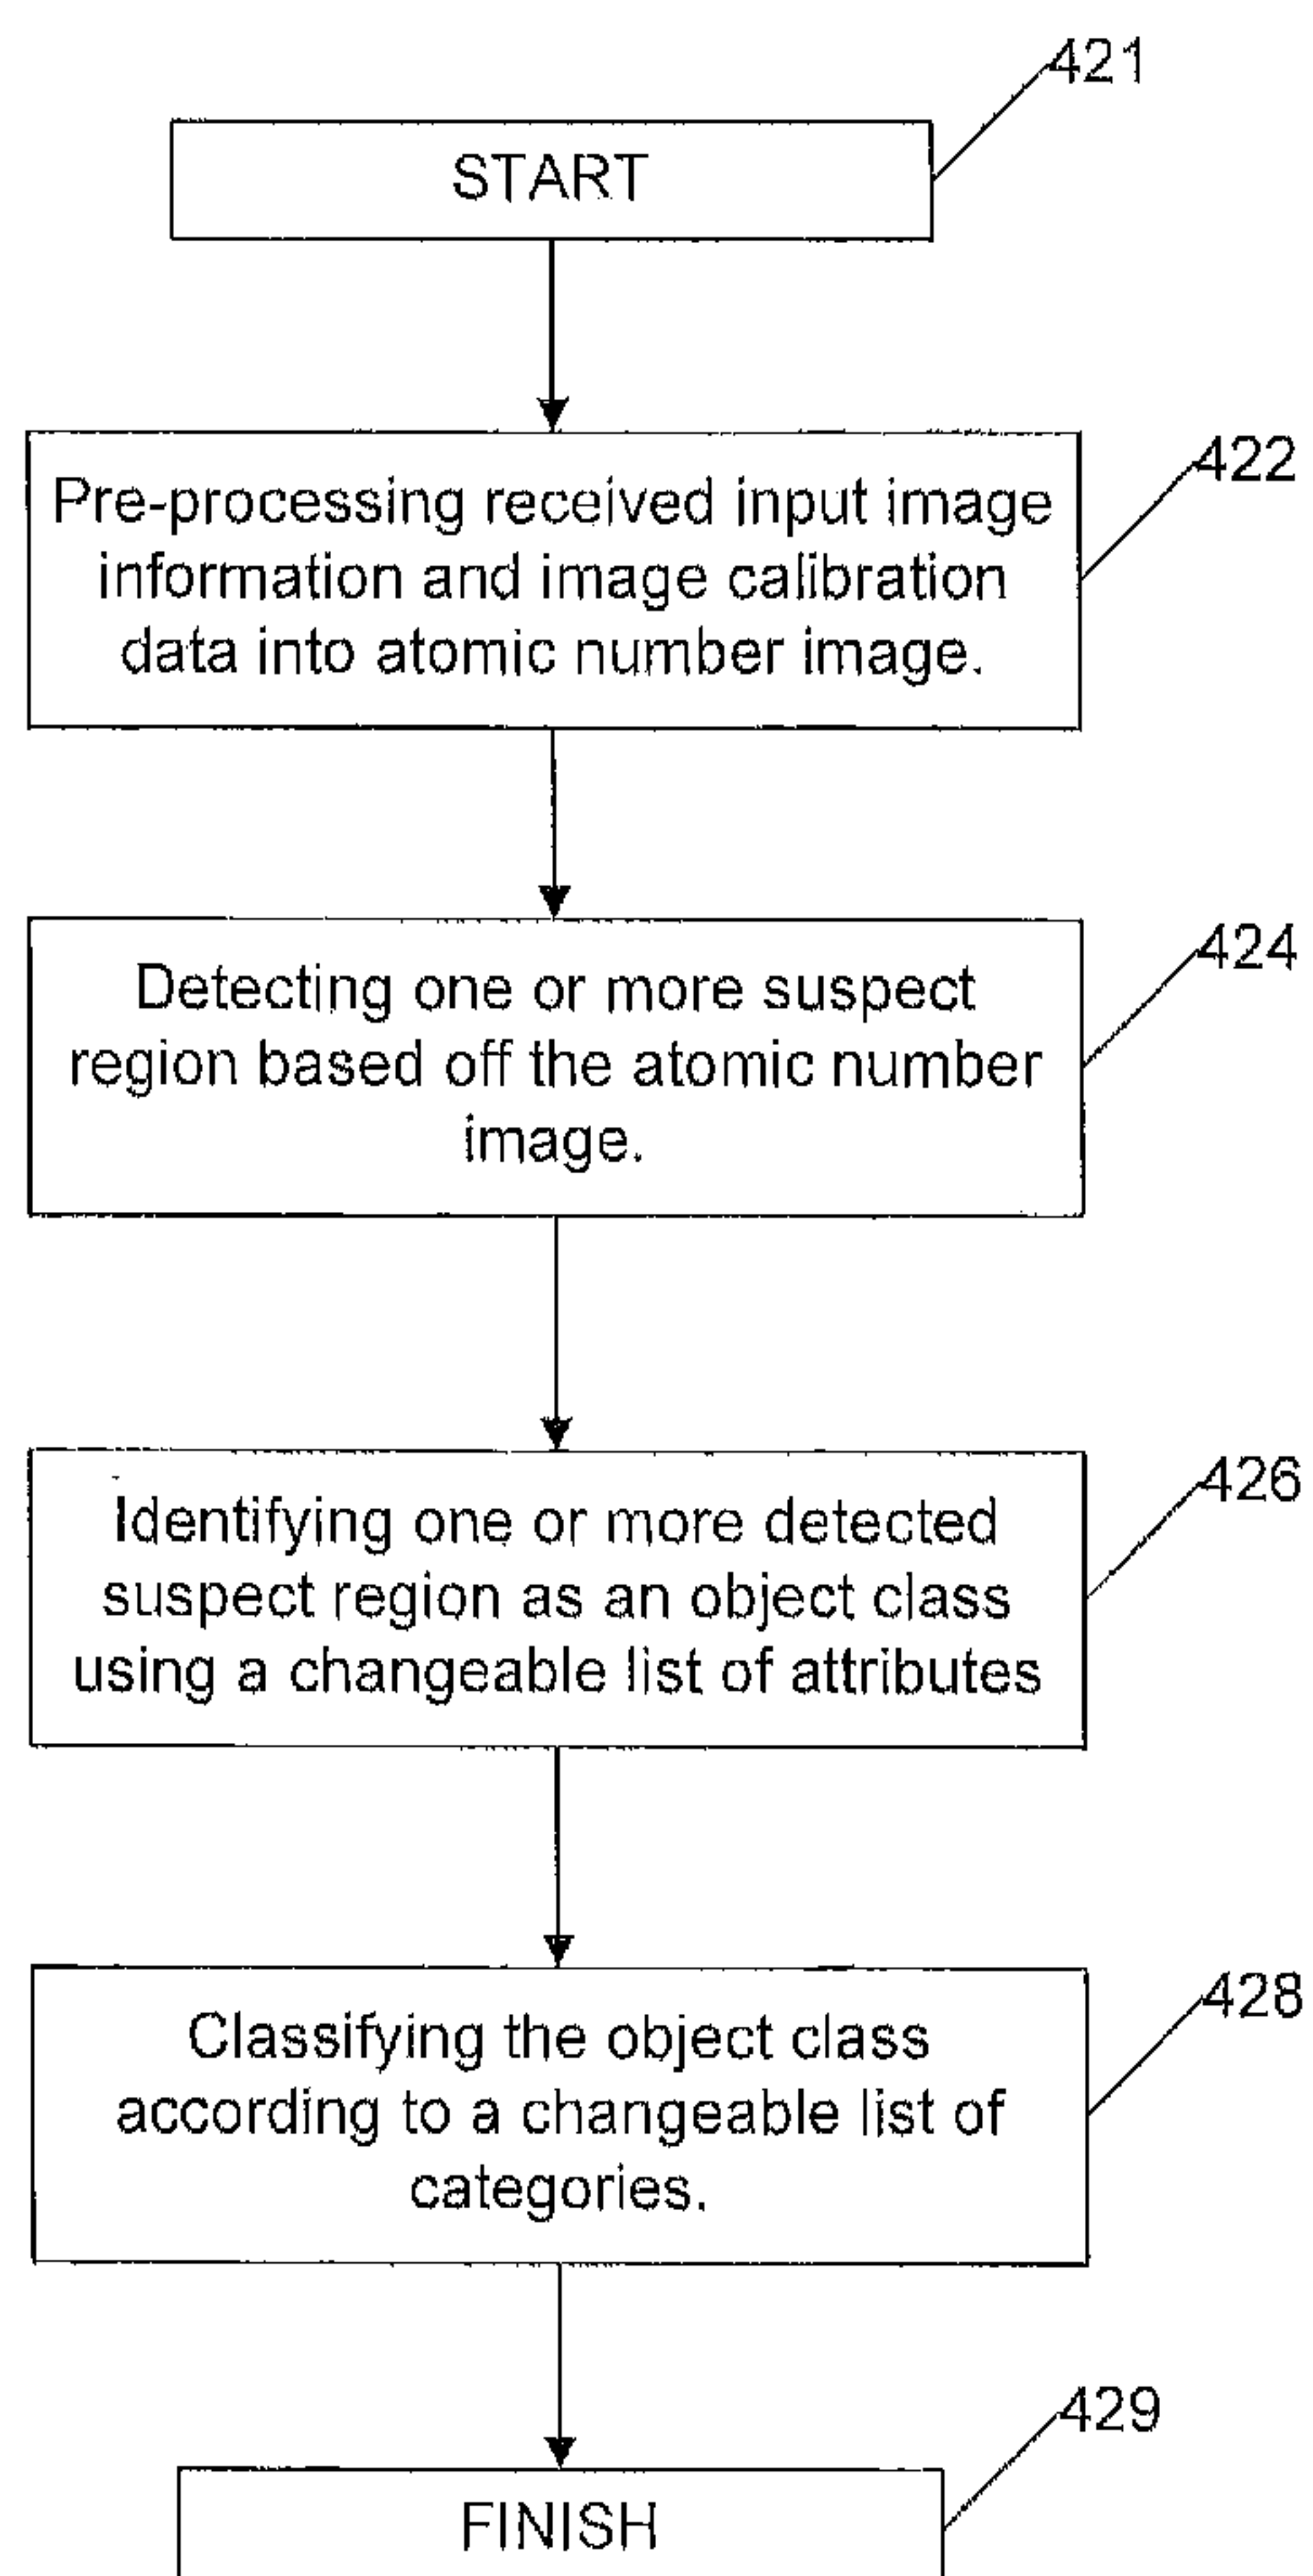 421
START
422
Pre-processing received input image
information and image calibration
data into atomic number image.
424
Detecting one or more suspect
region based off the atomic number
image.
426
Identifying one or more detected
suspect region as an object class
using a changeable list of attributes
428
Classifying the object class
according to a changeable list of
categories.
429
FINISH